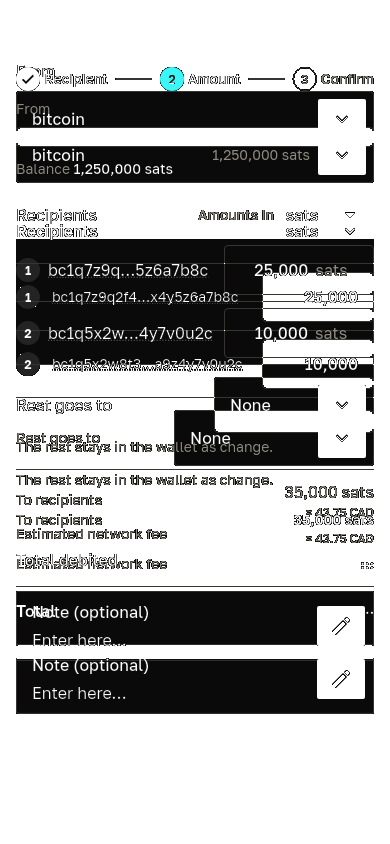 From
Recipient 2 Amount 3 Confirm
From
bitcoin
bitcoin 1,250,000 sats
Balance 1,250,000 sats
Recipients Amounts in sats
Recipients sats
1 bc1q7z9q...5z6a7b8c 25,000 sats
1 bc1q7z9q2f4...x4y5z6a7b8c 25,000
2 bc1q5x2w...4y7v0u2c 10,000 sats
2 bc1q5x2w8t3...a9z4y7v0u2c 10,000
Rest goes to None
Rest goes to None
The rest stays in the wallet as change.
The rest stays in the wallet as change.
35,000 sats
To recipients
≈ 43.75 CAD
To recipients 35,000 sats
Estimated network fee
≈ 43.75 CAD
Total debited
Estimated network fee ...
Total ...
Note (optional)
Enter here...
Note (optional)
Enter here...